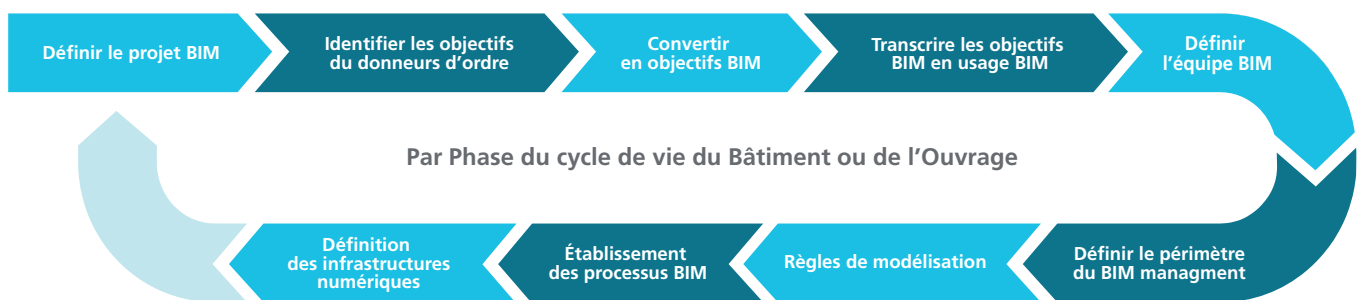 Définir le projet BIM
Identifier les objectifs
du donneurs d'ordre
Convertir
en objectifs BIM
Transcrire les objectifs
BIM en usage BIM
Définir
l'équipe BIM
Par Phase du cycle de vie du Bâtiment ou de l'Ouvrage
Définir le périmètre
du BIM managment
Règles de modélisation
Établissement
des processus BIM
Définition
des infrastructures
numériques